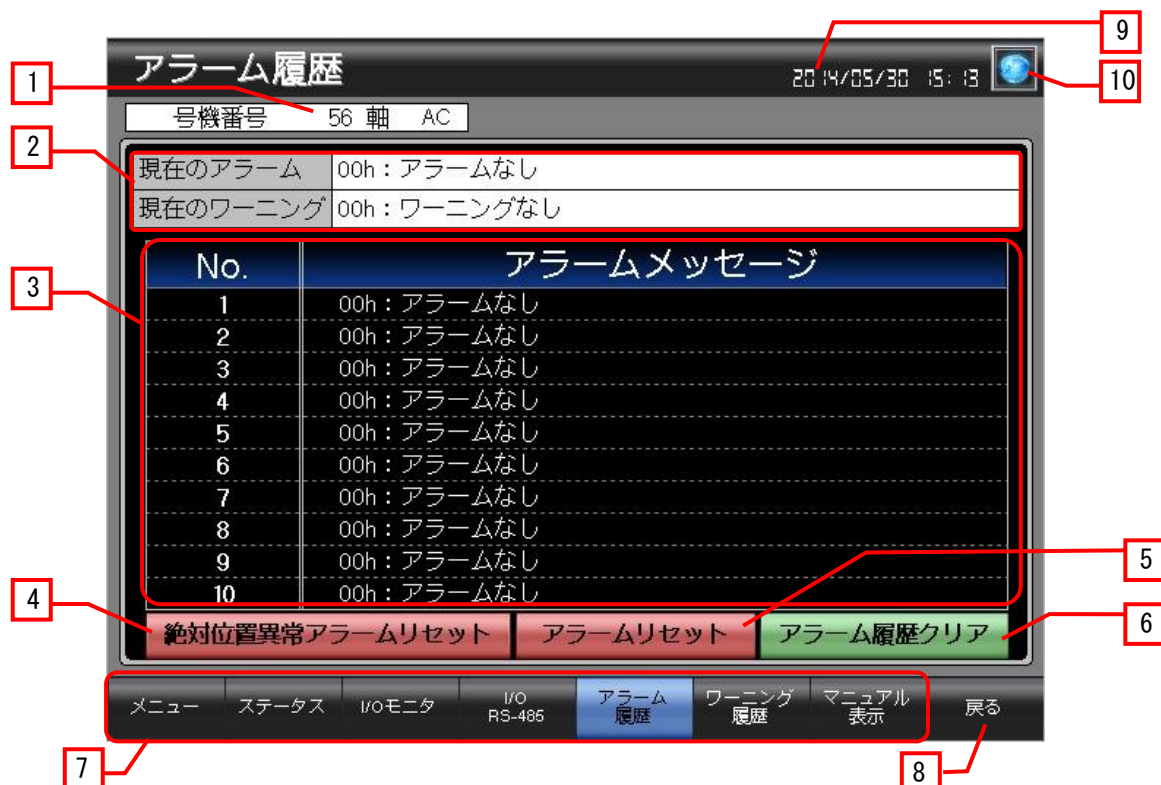 9
アラーム履歴 2014/05/30 15:13
10
1
号機番号 56 軸 AC
2
現在のアラーム 00h：アラームなし
現在のワーニング 00h：ワーニングなし
3
No. アラームメッセージ
1 00h：アラームなし
2 00h：アラームなし
3 00h：アラームなし
4 00h：アラームなし
5 00h：アラームなし
6 00h：アラームなし
7 00h：アラームなし
8 00h：アラームなし
9 00h：アラームなし
10 00h：アラームなし
5
4
絶対位置異常アラームリセット アラームリセット アラーム履歴クリア
6
メニュー ステータス I/Oモニタ I/O RS-485 アラーム履歴 ワーニング履歴 マニュアル表示 戻る
7
8